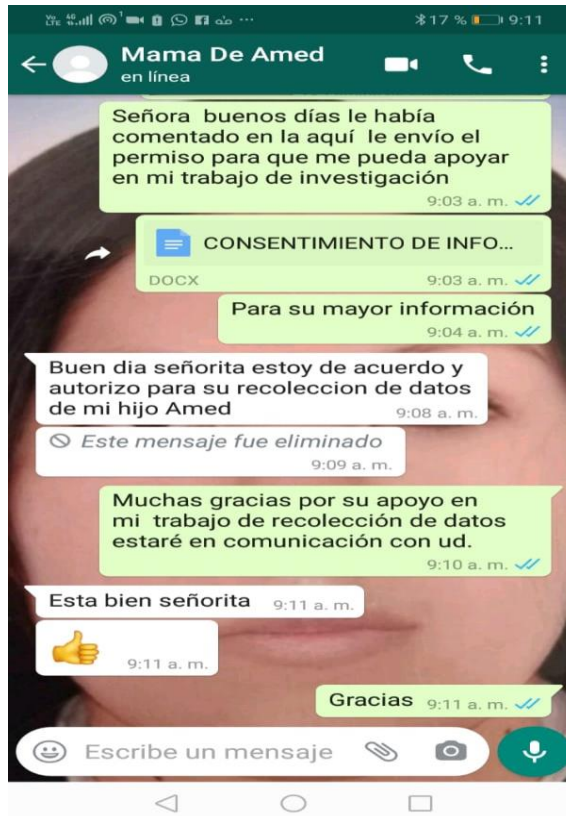 17 % 9:11
Mama De Amed
en línea
Señora buenos días le había
comentado en la aquí le envío el
permiso para que me pueda apoyar
en mi trabajo de investigación
9:03 a. m.
CONSENTIMIENTO DE INFO...
DOCX 9:03 a. m.
Para su mayor información
9:04 a. m.
Buen dia señorita estoy de acuerdo y
autorizo para su recoleccion de datos
de mi hijo Amed 9:08 a. m.
Este mensaje fue eliminado
9:09 a. m.
Muchas gracias por su apoyo en
mi trabajo de recolección de datos
estaré en comunicación con ud.
9:10 a. m.
Esta bien señorita 9:11 a. m.
9:11 a. m.
Gracias 9:11 a. m.
Escribe un mensaje